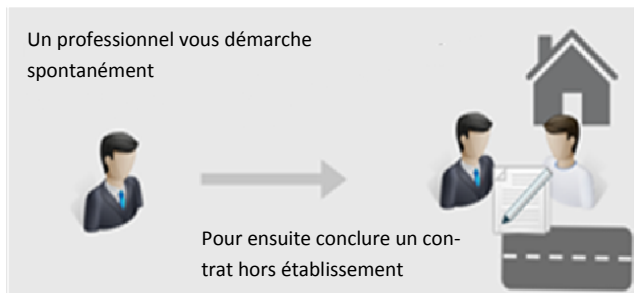 Un professionnel vous démarche
spontanément
Pour ensuite conclure un con-
trat hors établissement